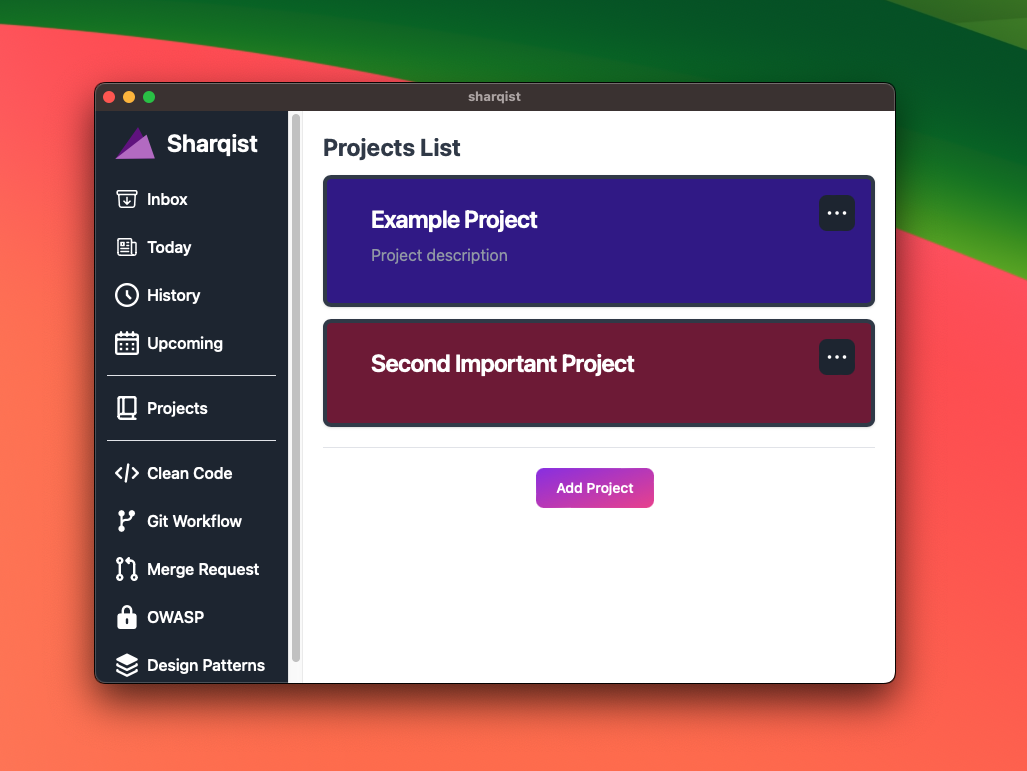 sharqist
Sharqist
Inbox
Today
History
Upcoming
Projects
Clean Code
Git Workflow
Merge Request
OWASP
Design Patterns
Projects List
Example Project
Project description
Second Important Project
Add Project